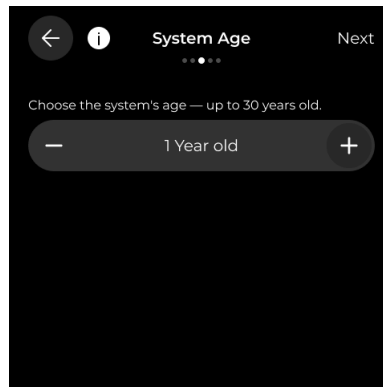 i System Age Next
Choose the system's age — up to 30 years old.
− 1 Year old +